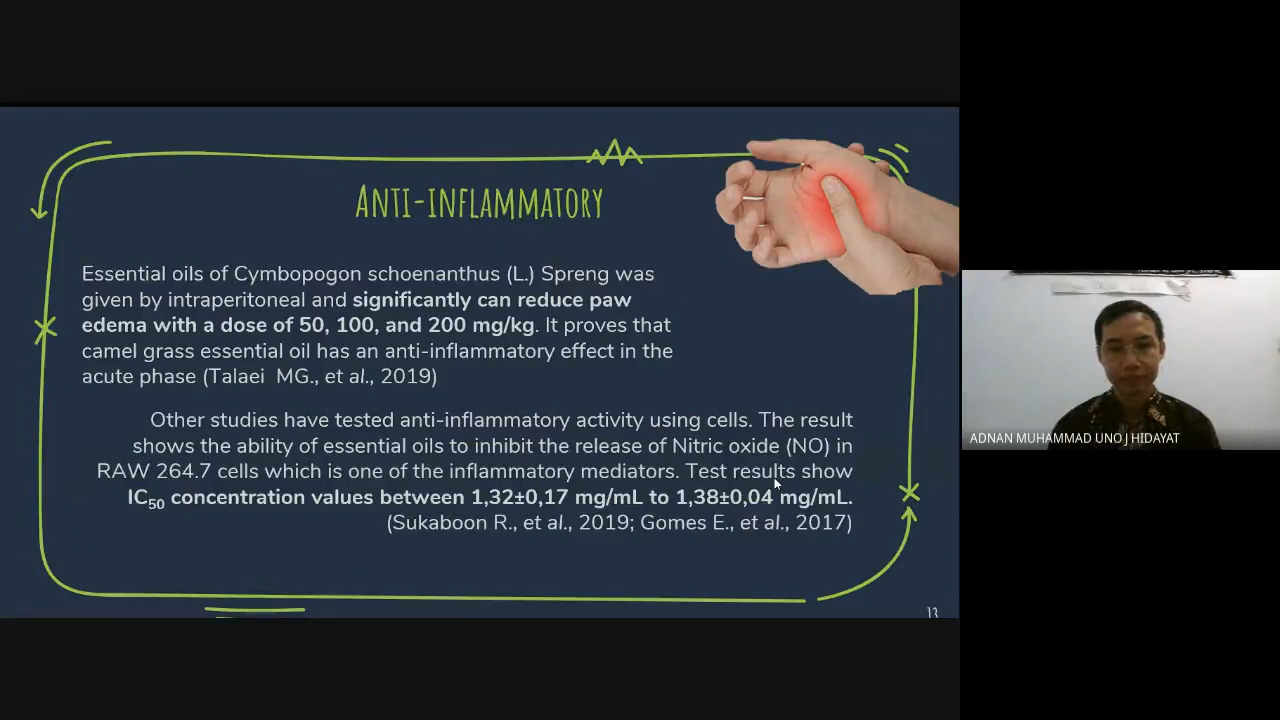 ANTI-INFLAMMATORY
Essential oils of Cymbopogon schoenanthus (L.) Spreng was
given by intraperitoneal and significantly can reduce paw
edema with a dose of 50, 100, and 200 mg/kg. It proves that
camel grass essential oil has an anti-inflammatory effect in the
acute phase (Talaei MG., et al., 2019)
Other studies have tested anti-inflammatory activity using cells. The result
shows the ability of essential oils to inhibit the release of Nitric oxide (NO) in
RAW 264.7 cells which is one of the inflammatory mediators. Test results show
IC50 concentration values between 1,32±0,17 mg/mL to 1,38±0,04 mg/mL.
(Sukaboon R., et al., 2019; Gomes E., et al., 2017)
13
ADNAN MUHAMMAD UNO J HIDAYAT